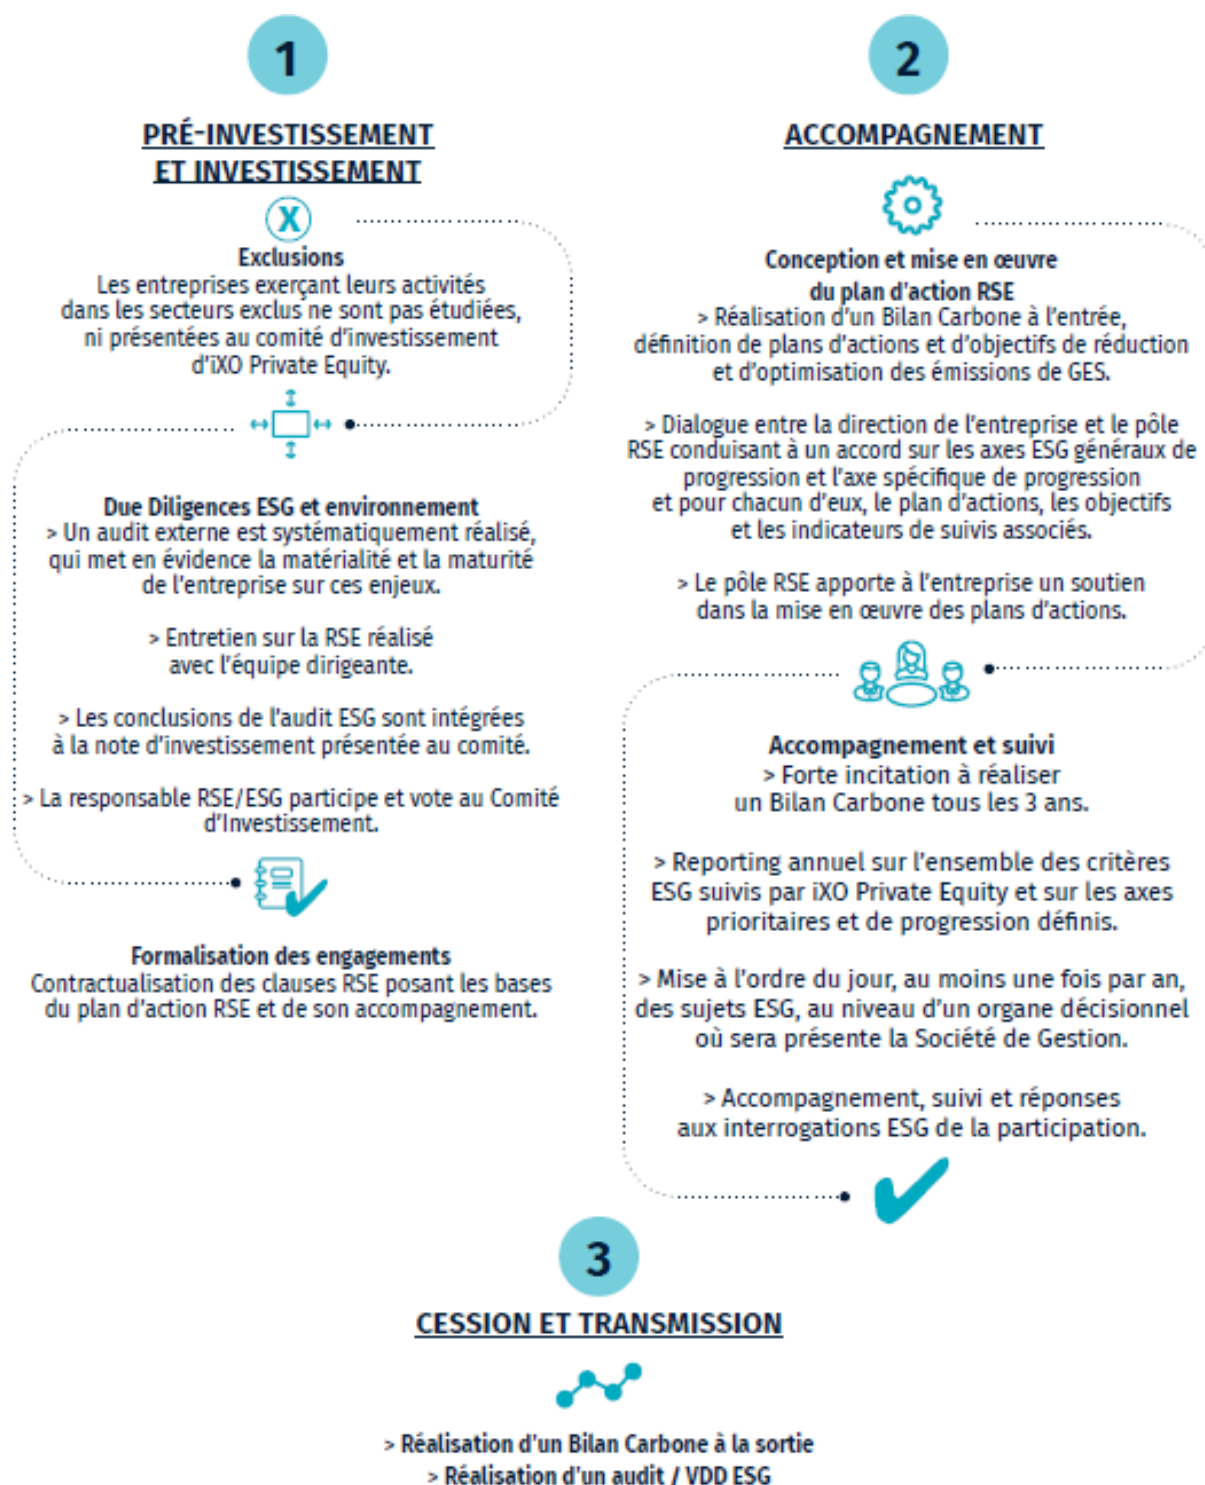 1
PRÉ-INVESTISSEMENT
ET INVESTISSEMENT
X
Exclusions
Les entreprises exerçant leurs activités
dans les secteurs exclus ne sont pas étudiées,
ni présentées au comité d'investissement
d'iXO Private Equity.
Due Diligences ESG et environnement
> Un audit externe est systématiquement réalisé,
qui met en évidence la matérialité et la maturité
de l'entreprise sur ces enjeux.
> Entretien sur la RSE réalisé
avec l'équipe dirigeante.
> Les conclusions de l'audit ESG sont intégrées
à la note d'investissement présentée au comité.
> La responsable RSE/ESG participe et vote au Comité
d'Investissement.
Formalisation des engagements
Contractualisation des clauses RSE posant les bases
du plan d'action RSE et de son accompagnement.
2
ACCOMPAGNEMENT
Conception et mise en œuvre
du plan d'action RSE
> Réalisation d'un Bilan Carbone à l'entrée,
définition de plans d'actions et d'objectifs de réduction
et d'optimisation des émissions de GES.
> Dialogue entre la direction de l'entreprise et le pôle
RSE conduisant à un accord sur les axes ESG généraux de
progression et l'axe spécifique de progression
et pour chacun d'eux, le plan d'actions, les objectifs
et les indicateurs de suivis associés.
> Le pôle RSE apporte à l'entreprise un soutien
dans la mise en œuvre des plans d'actions.
Accompagnement et suivi
> Forte incitation à réaliser
un Bilan Carbone tous les 3 ans.
> Reporting annuel sur l'ensemble des critères
ESG suivis par iXO Private Equity et sur les axes
prioritaires et de progression définis.
> Mise à l'ordre du jour, au moins une fois par an,
des sujets ESG, au niveau d'un organe décisionnel
où sera présente la Société de Gestion.
> Accompagnement, suivi et réponses
aux interrogations ESG de la participation.
3
CESSION ET TRANSMISSION
> Réalisation d'un Bilan Carbone à la sortie
> Réalisation d'un audit / VDD ESG